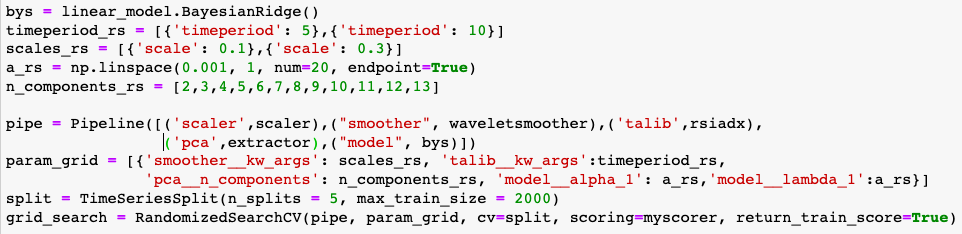 bys = linear_model.BayesianRidge()
timeperiod_rs = [{'timeperiod': 5},{'timeperiod': 10}]
scales_rs = [{'scale': 0.1},{'scale': 0.3}]
a_rs = np.linspace(0.001, 1, num=20, endpoint=True)
n_components_rs = [2,3,4,5,6,7,8,9,10,11,12,13]

pipe = Pipeline([('scaler',scaler),("smoother", waveletsmoother),('talib',rsiadx),
                ('pca',extractor),("model", bys)])
param_grid = [{'smoother__kw_args': scales_rs, 'talib__kw_args':timeperiod_rs,
              'pca__n_components': n_components_rs, 'model__alpha_1': a_rs,'model__lambda_1':a_rs}]
split = TimeSeriesSplit(n_splits = 5, max_train_size = 2000)
grid_search = RandomizedSearchCV(pipe, param_grid, cv=split, scoring=myscorer, return_train_score=True)